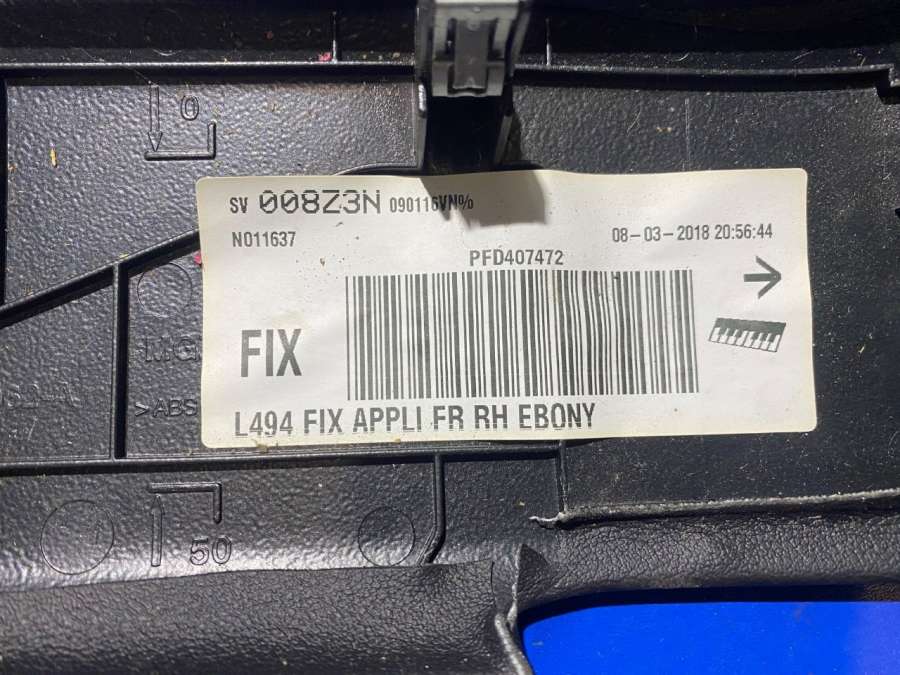 0
SV 008Z3N 090116VN%
N011637
08-03-2018 20:56:44
PFD407472
FIX
>ABS
L494 FIX APPLI FR RH EBONY
50